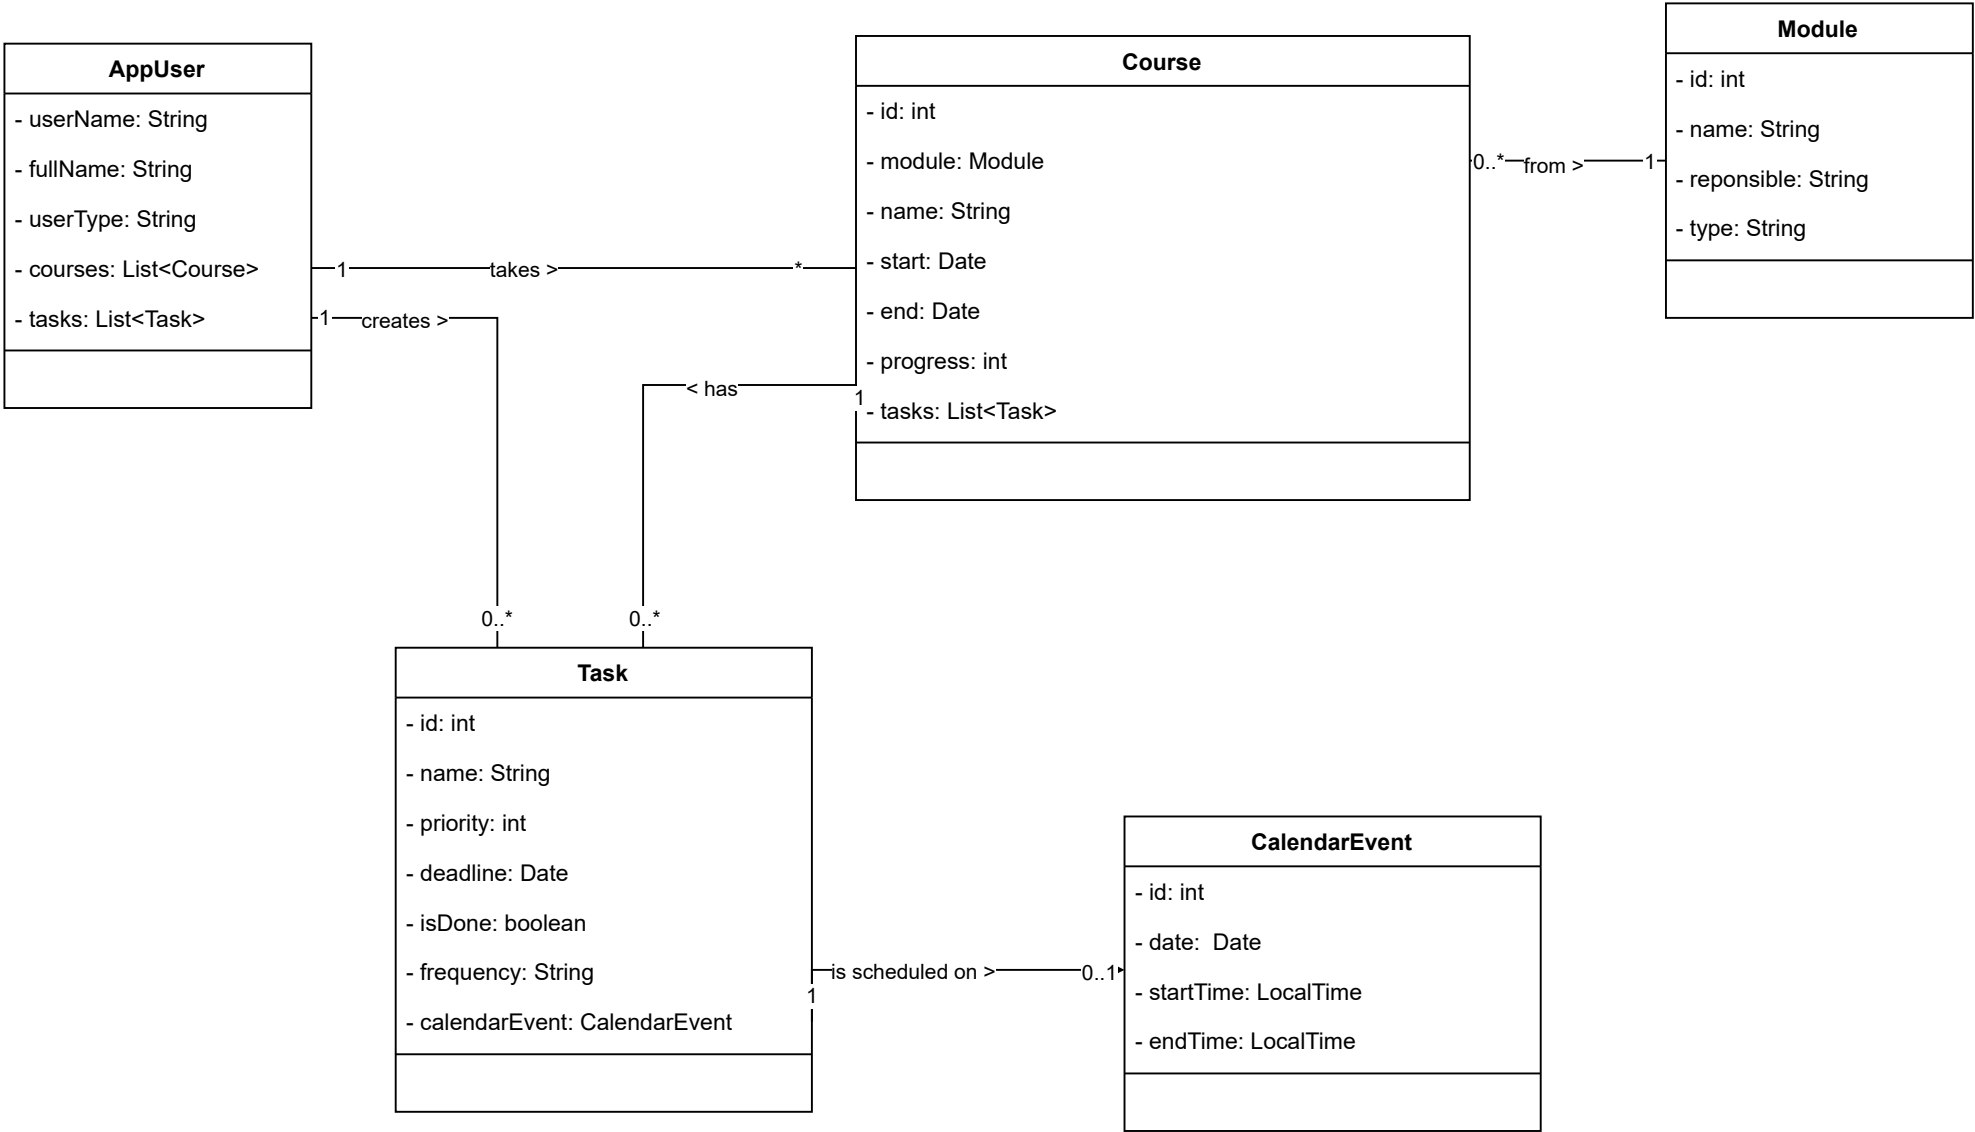 AppUser
- userName: String
- fullName: String
- userType: String
- courses: List<Course>
- tasks: List<Task>
1
takes >
*
1
creates >
0..*
Course
- id: int
- module: Module
- name: String
- start: Date
- end: Date
- progress: int
- tasks: List<Task>
0..*
from >
1
Module
- id: int
- name: String
- reponsible: String
- type: String
1
< has
0..*
Task
- id: int
- name: String
- priority: int
- deadline: Date
- isDone: boolean
- frequency: String
- calendarEvent: CalendarEvent
1
is scheduled on >
0..1
CalendarEvent
- id: int
- date:  Date
- startTime: LocalTime
- endTime: LocalTime